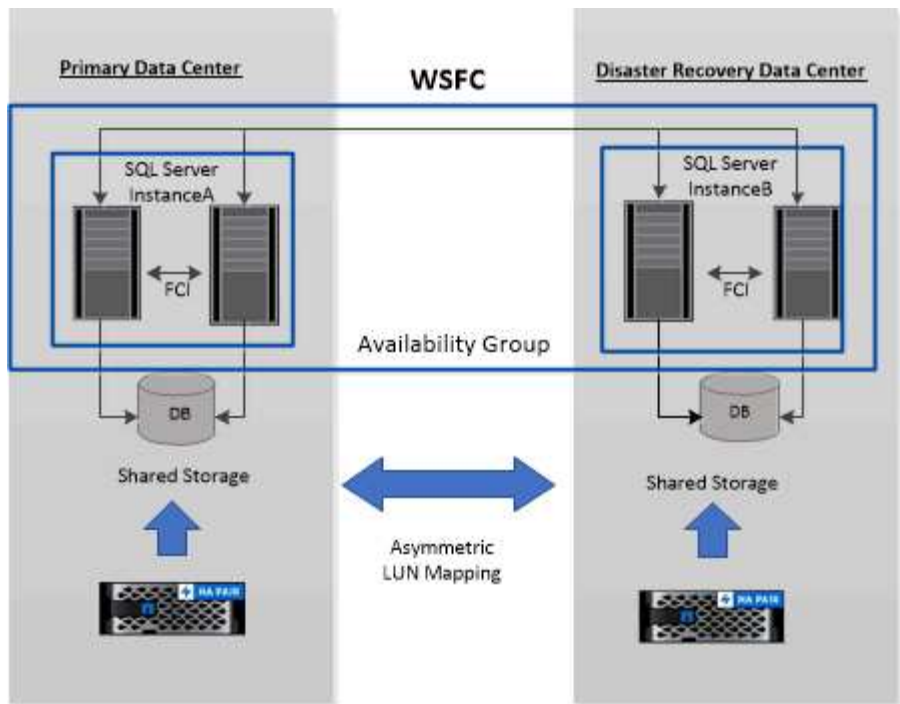 Primary Data Center
WSFC
Disaster Recovery Data Center
SQL Server
InstanceA
SQL Server
InstanceB
FCI
FCI
Availability Group
DB
DB
Shared Storage
Shared Storage
Asymmetric
LUN Mapping
HA PAIR
HA PAIR